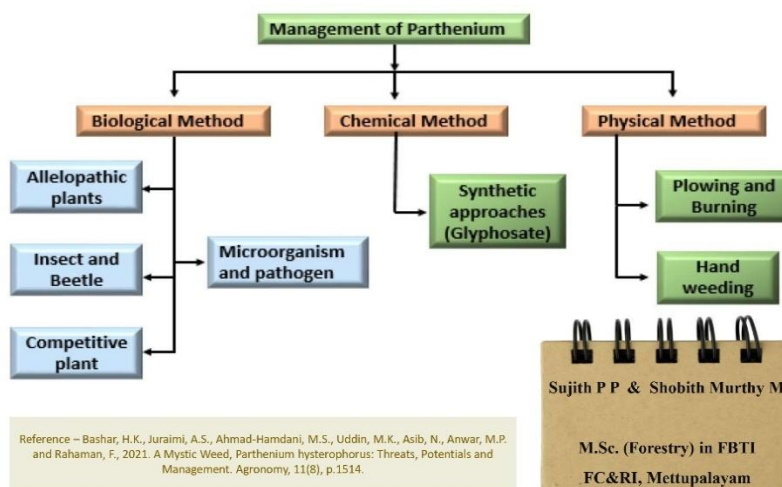 Management of Parthenium
Biological Method
Chemical Method
Physical Method
Allelopathic
plants
Insect and
Beetle
Competitive
plant
Microorganism
and pathogen
Synthetic
approaches
(Glyphosate)
Plowing and
Burning
Hand
weeding
Reference – Bashar, H.K., Juraimi, A.S., Ahmad-Hamdani, M.S., Uddin, M.K., Asib, N., Anwar, M.P.
and Rahaman, F., 2021. A Mystic Weed, Parthenium hysterophorus: Threats, Potentials and
Management. Agronomy, 11(8), p.1514.
Sujith P P & Shobith Murthy M
M.Sc. (Forestry) in FBTI
FC&RI, Mettupalayam